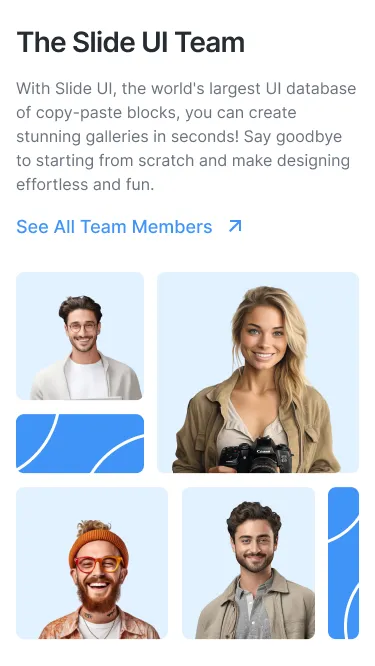 The Slide UI Team
With Slide UI, the world's largest UI database
of copy-paste blocks, you can create
stunning galleries in seconds! Say goodbye
to starting from scratch and make designing
effortless and fun.
See All Team Members
Canon